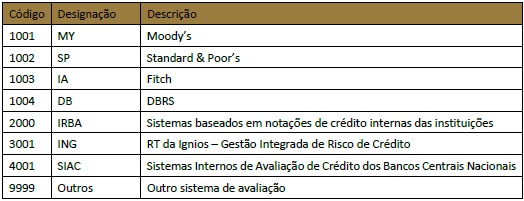 Código Designação Descrição
1001 MY Moody's
1002 SP Standard & Poor's
1003 IA Fitch
1004 DB DBRS
2000 IRBA Sistemas baseados em notações de crédito internas das instituições
3001 ING RT da Ignios – Gestão Integrada de Risco de Crédito
4001 SIAC Sistemas Internos de Avaliação de Crédito dos Bancos Centrais Nacionais
9999 Outros Outro sistema de avaliação